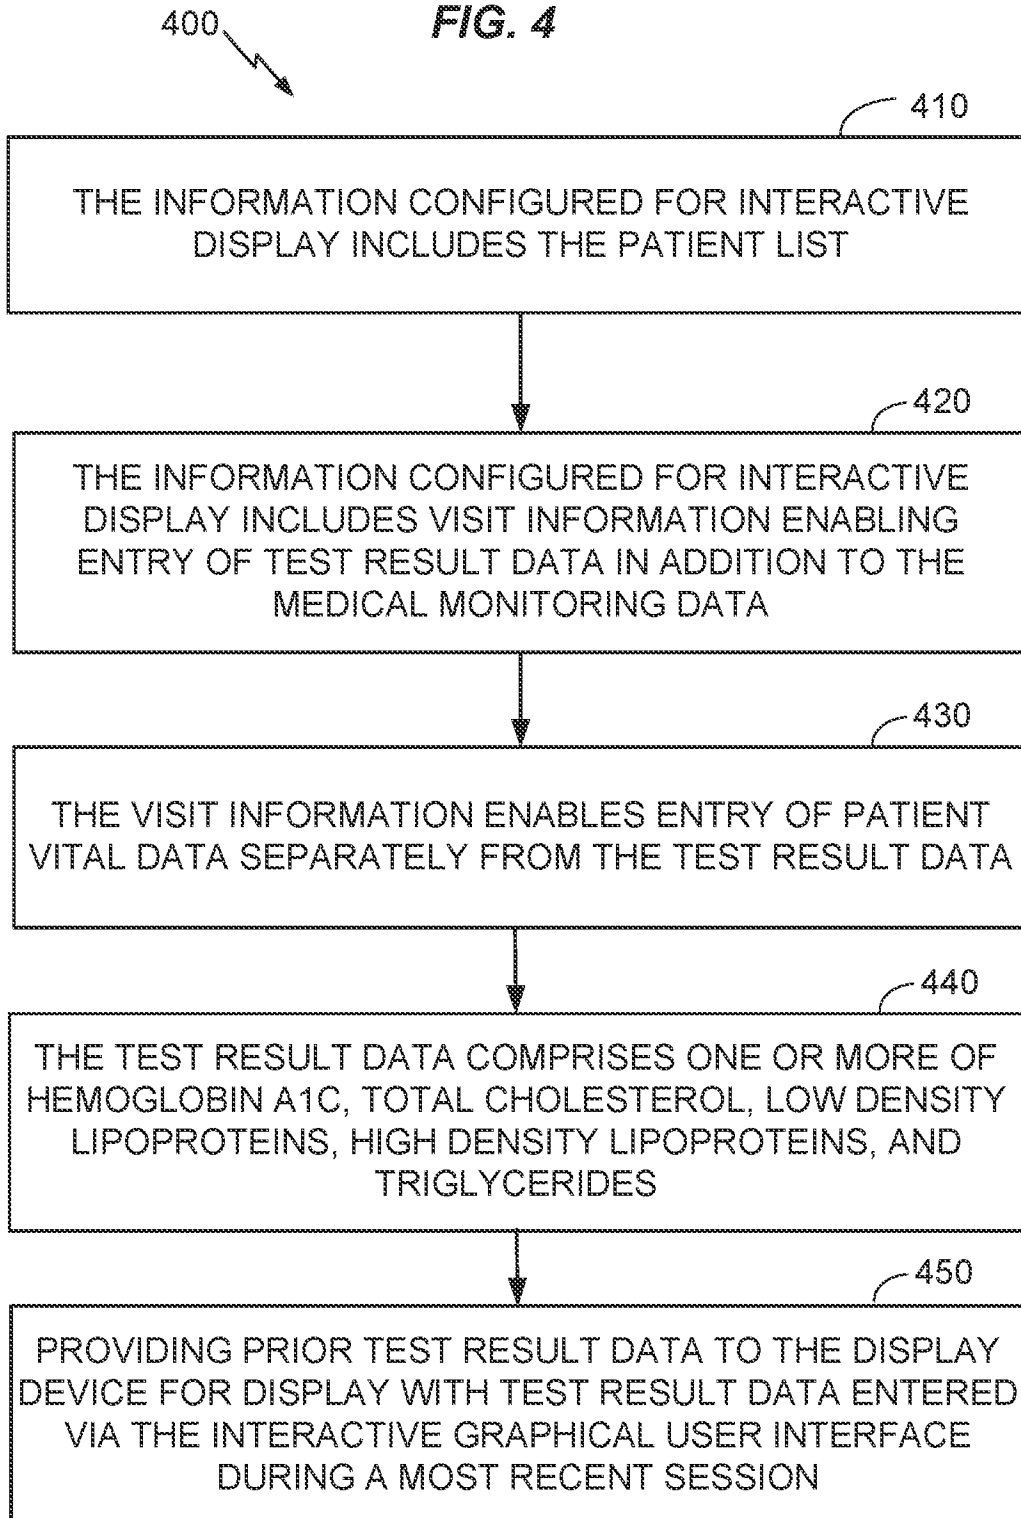 400
FIG. 4
410
THE INFORMATION CONFIGURED FOR INTERACTIVE
DISPLAY INCLUDES THE PATIENT LIST
420
THE INFORMATION CONFIGURED FOR INTERACTIVE
DISPLAY INCLUDES VISIT INFORMATION ENABLING
ENTRY OF TEST RESULT DATA IN ADDITION TO THE
MEDICAL MONITORING DATA
430
THE VISIT INFORMATION ENABLES ENTRY OF PATIENT
VITAL DATA SEPARATELY FROM THE TEST RESULT DATA
440
THE TEST RESULT DATA COMPRISES ONE OR MORE OF
HEMOGLOBIN A1C, TOTAL CHOLESTEROL, LOW DENSITY
LIPOPROTEINS, HIGH DENSITY LIPOPROTEINS, AND
TRIGLYCERIDES
450
PROVIDING PRIOR TEST RESULT DATA TO THE DISPLAY
DEVICE FOR DISPLAY WITH TEST RESULT DATA ENTERED
VIA THE INTERACTIVE GRAPHICAL USER INTERFACE
DURING A MOST RECENT SESSION